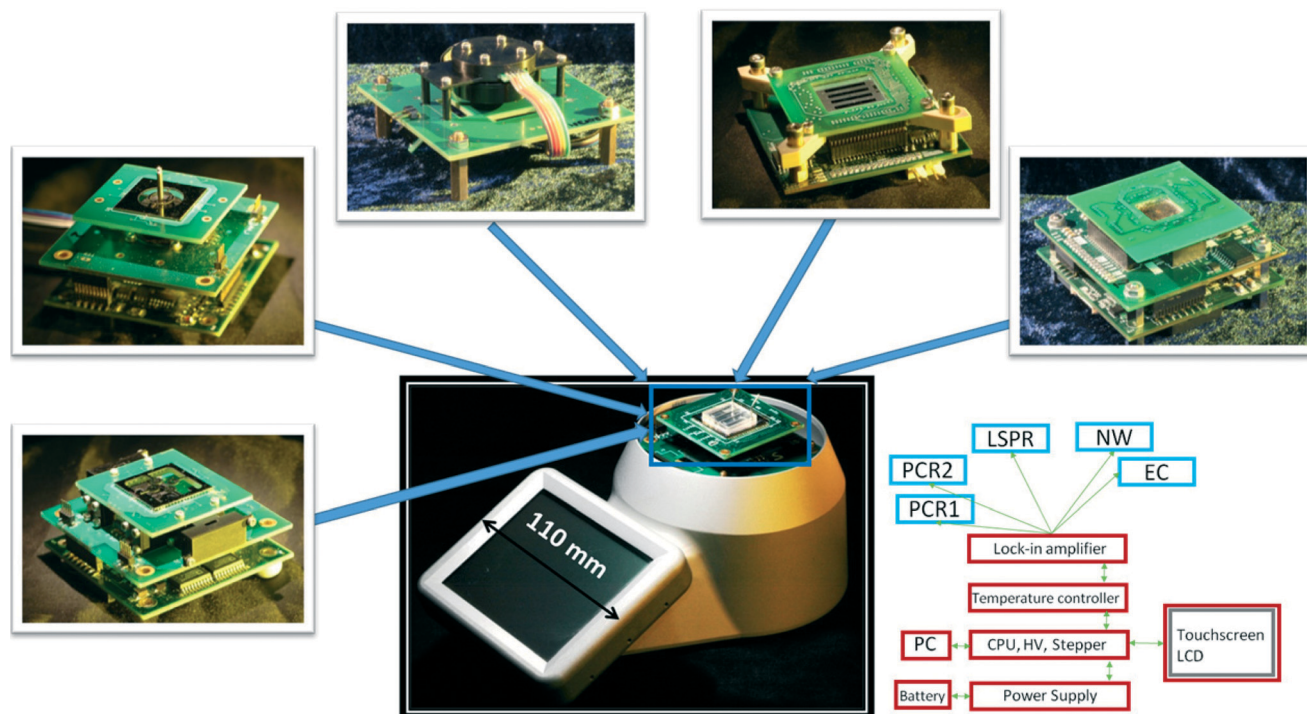 LSPR
NW
PCR2
EC
PCR1
Lock-in amplifier
Temperature controller
PC
CPU, HV, Stepper
Touchscreen
LCD
Battery
Power Supply
110 mm